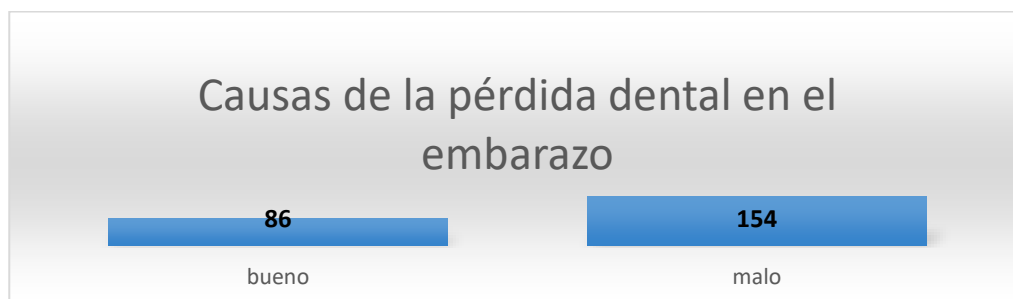 Causas de la pérdida dental en el
embarazo
86
154
bueno
malo